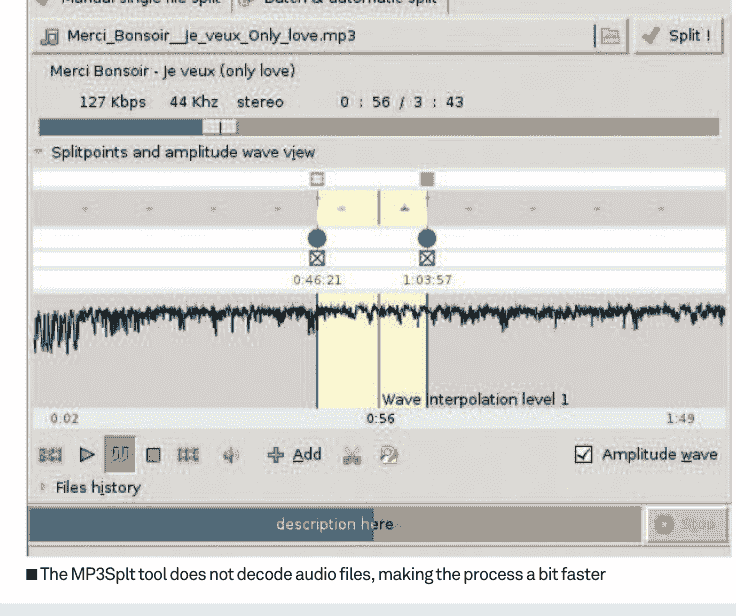 Manual single file split Batch & automatic split
Merci_Bonsoir__Je_veux_Only_love.mp3 Split !
Merci Bonsoir - Je veux (only love)
127 Kbps 44 Khz stereo 0 : 56 / 3 : 43
Splitpoints and amplitude wave view
0:46:21 1:03:57
Wave interpolation level 1
0:02 0:56 1:49
Add Amplitude wave
Files history
description here Stop
■ The MP3Splt tool does not decode audio files, making the process a bit faster